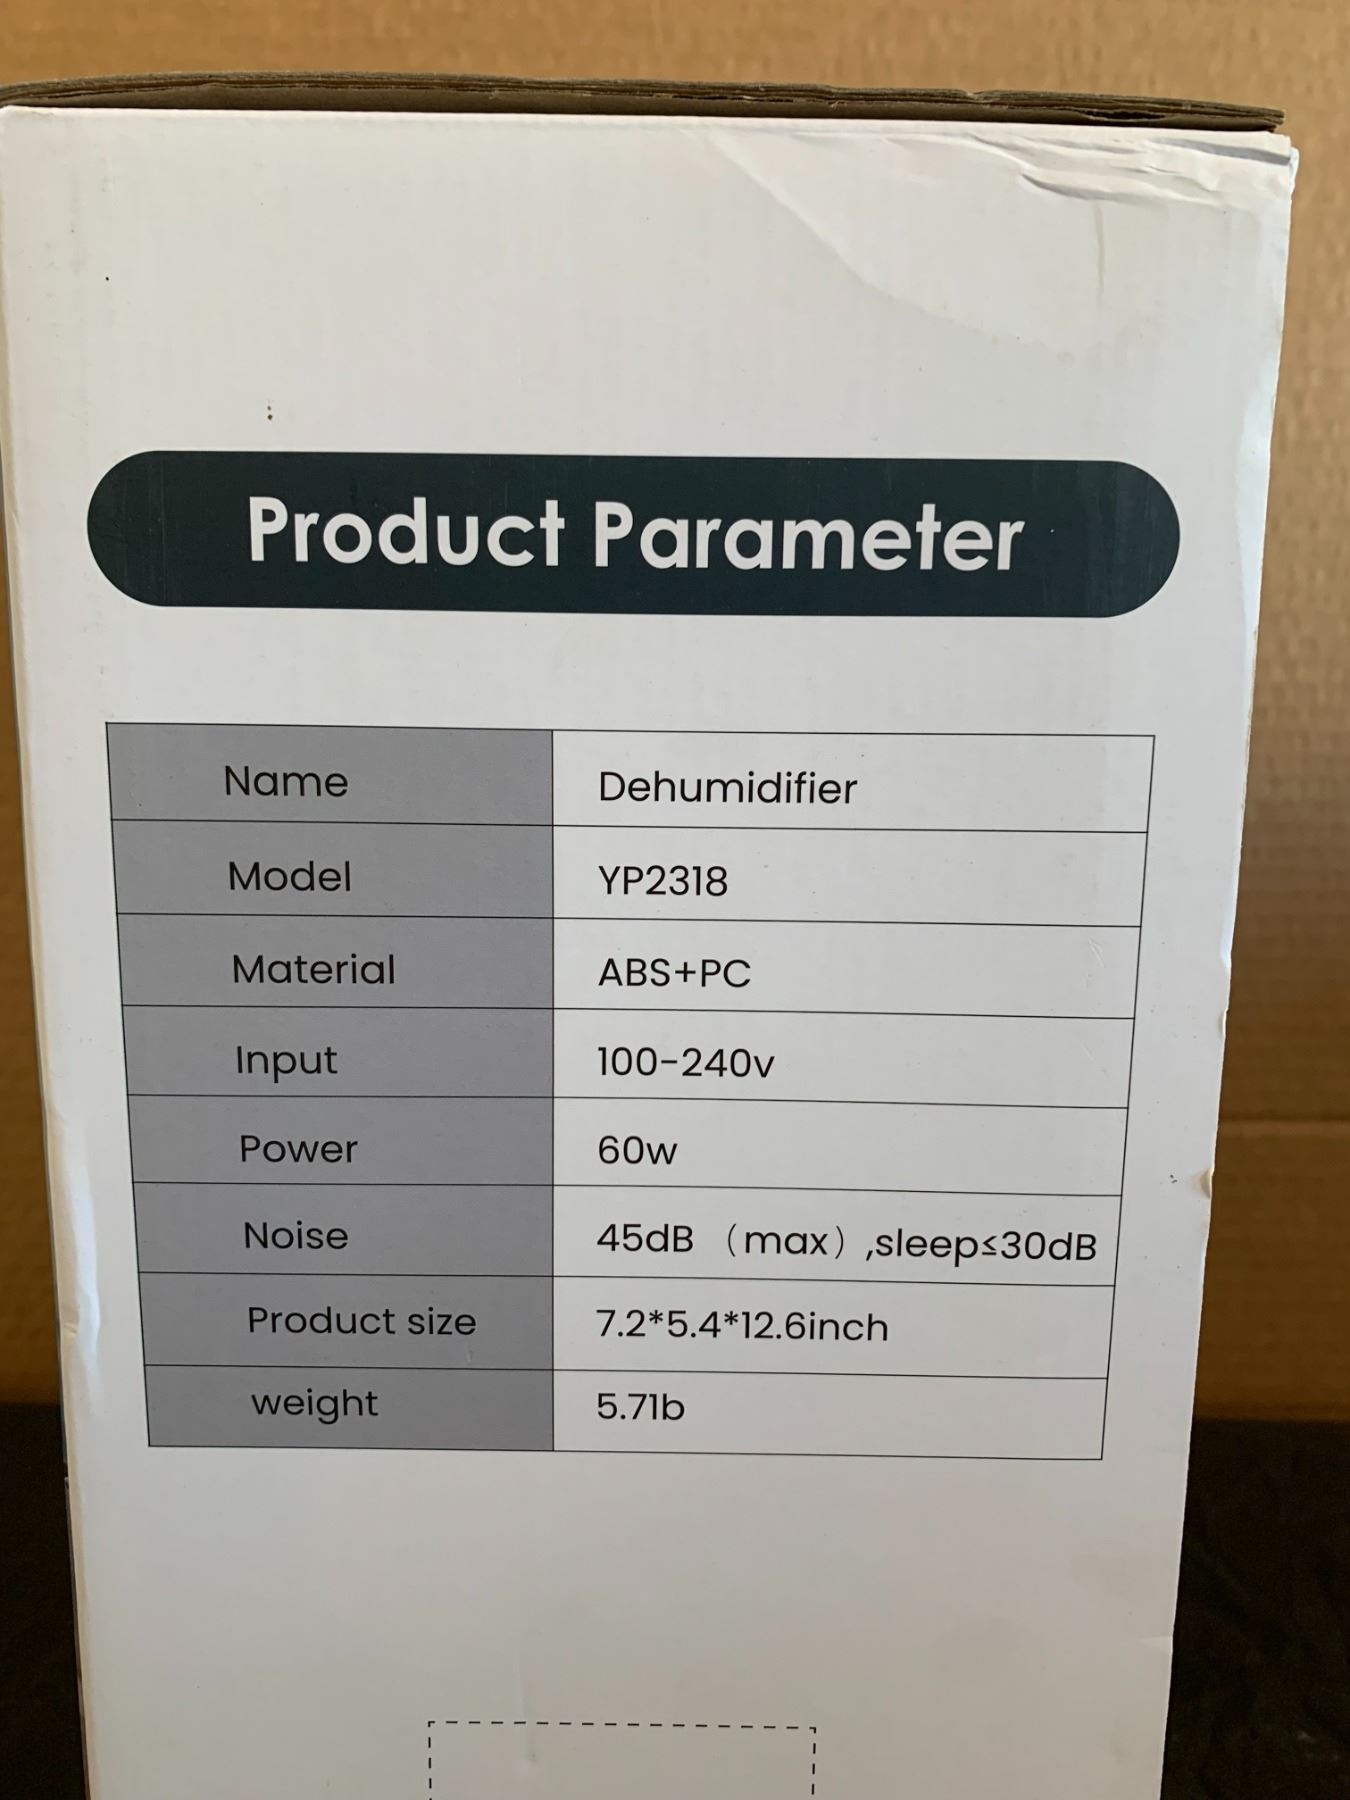 Product Parameter
Name Dehumidifier
Model YP2318
Material ABS+PC
Input 100-240v
Power 60w
Noise 45dB （max）,sleep≤30dB
Product size 7.2*5.4*12.6inch
weight 5.71b